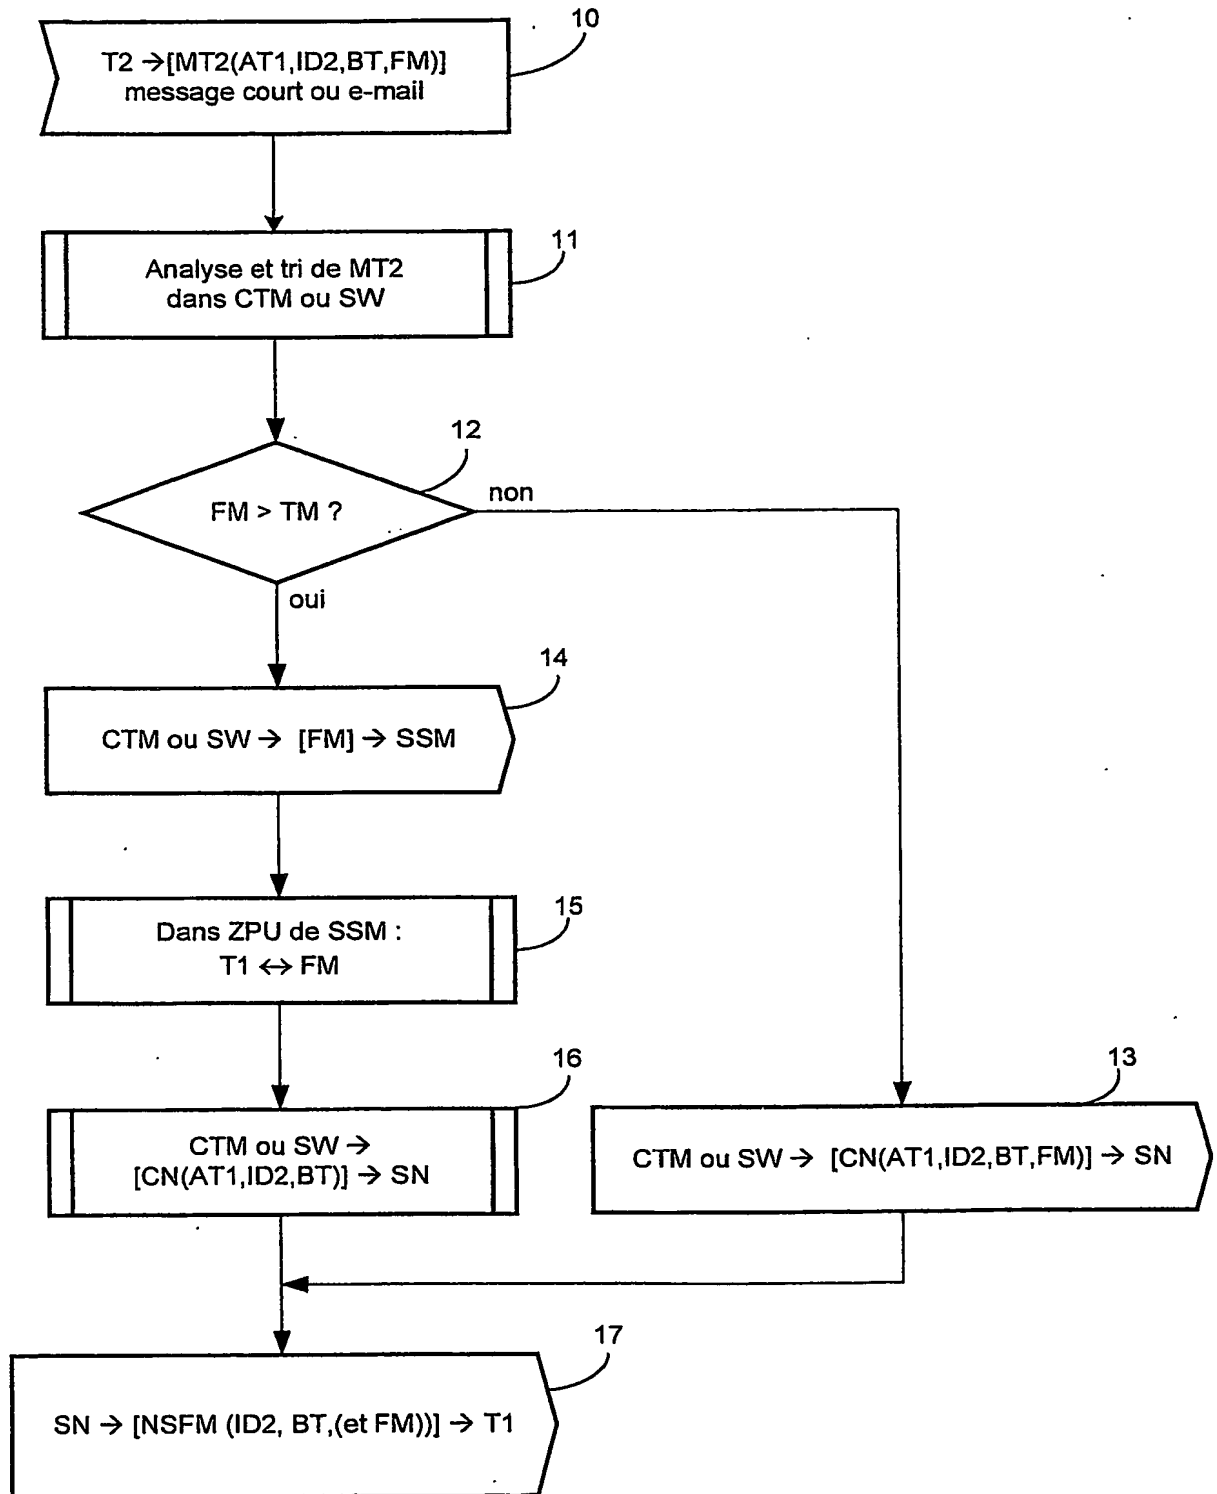 10
T2 →[MT2(AT1,ID2,BT,FM)]
message court ou e-mail
11
Analyse et tri de MT2
dans CTM ou SW
12
FM > TM ?
non
oui
14
CTM ou SW → [FM] → SSM
15
Dans ZPU de SSM :
T1 ↔ FM
16
CTM ou SW →
[CN(AT1,ID2,BT)] → SN
13
CTM ou SW → [CN(AT1,ID2,BT,FM)] → SN
17
SN → [NSFM (ID2, BT,(et FM))] → T1